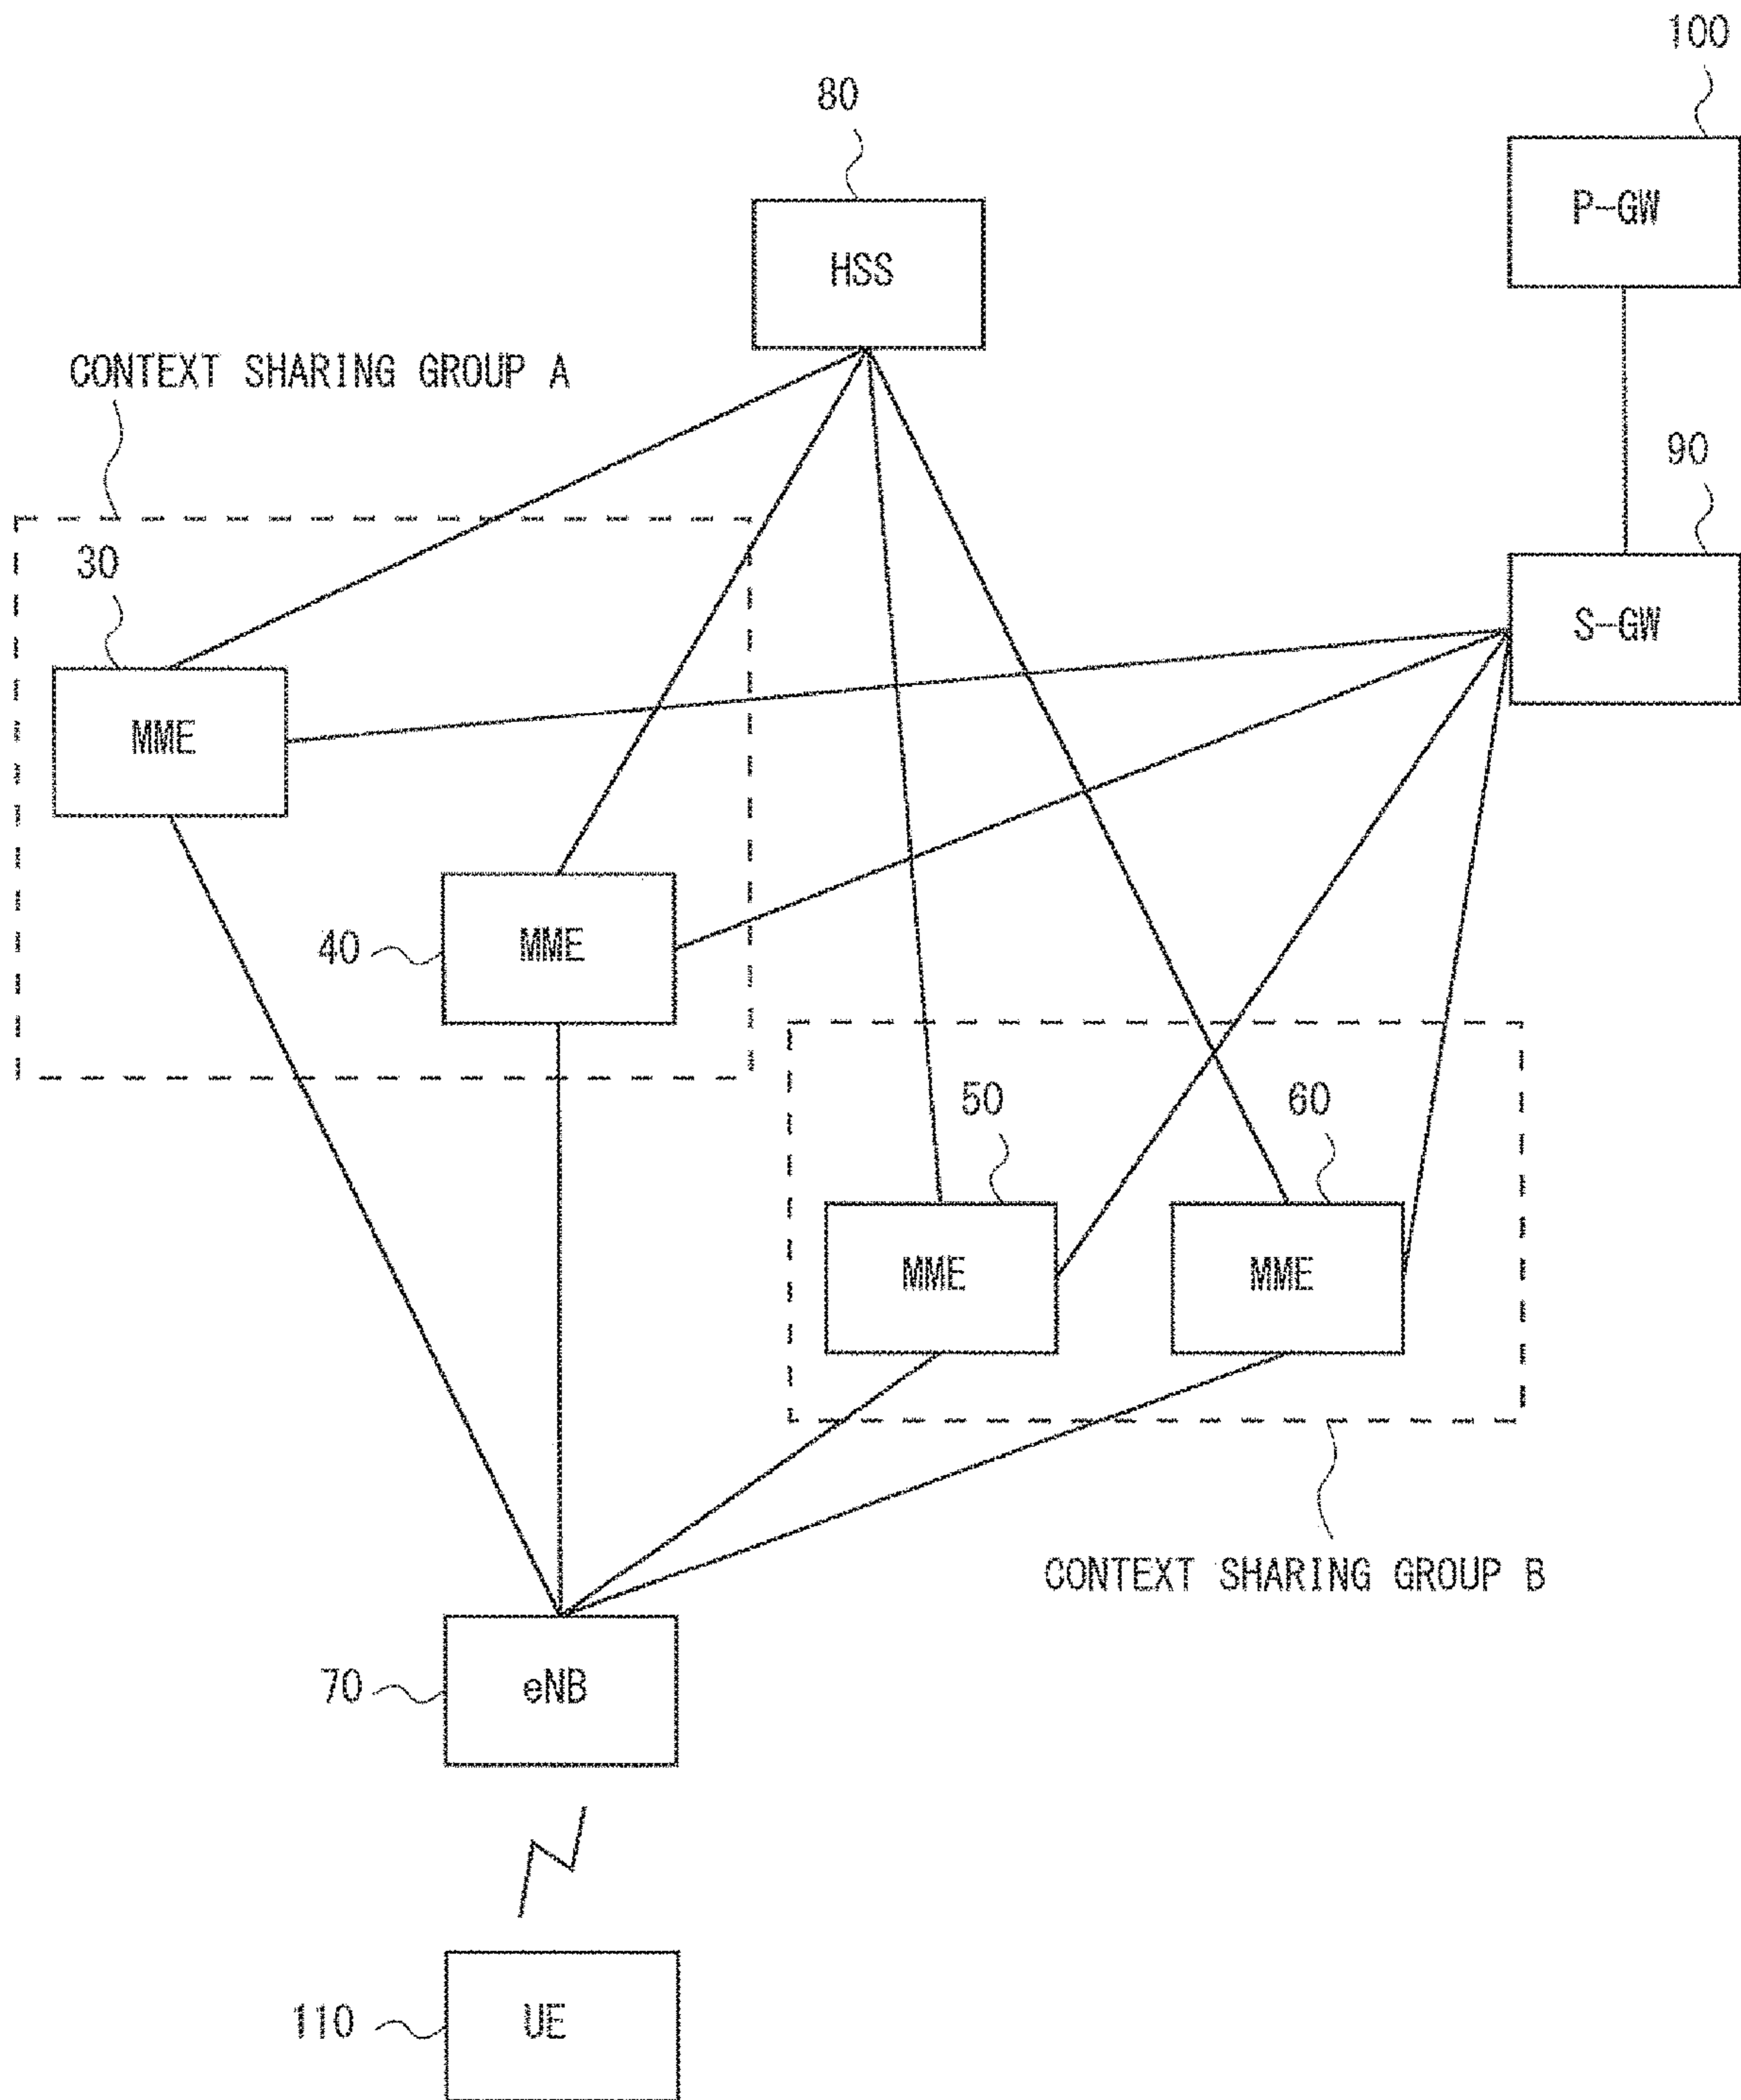 100
80
P-GW
HSS
CONTEXT SHARING GROUP A
90
30
S-GW
MME
40
MME
50
60
MME
MME
CONTEXT SHARING GROUP B
70
eNB
110
UE